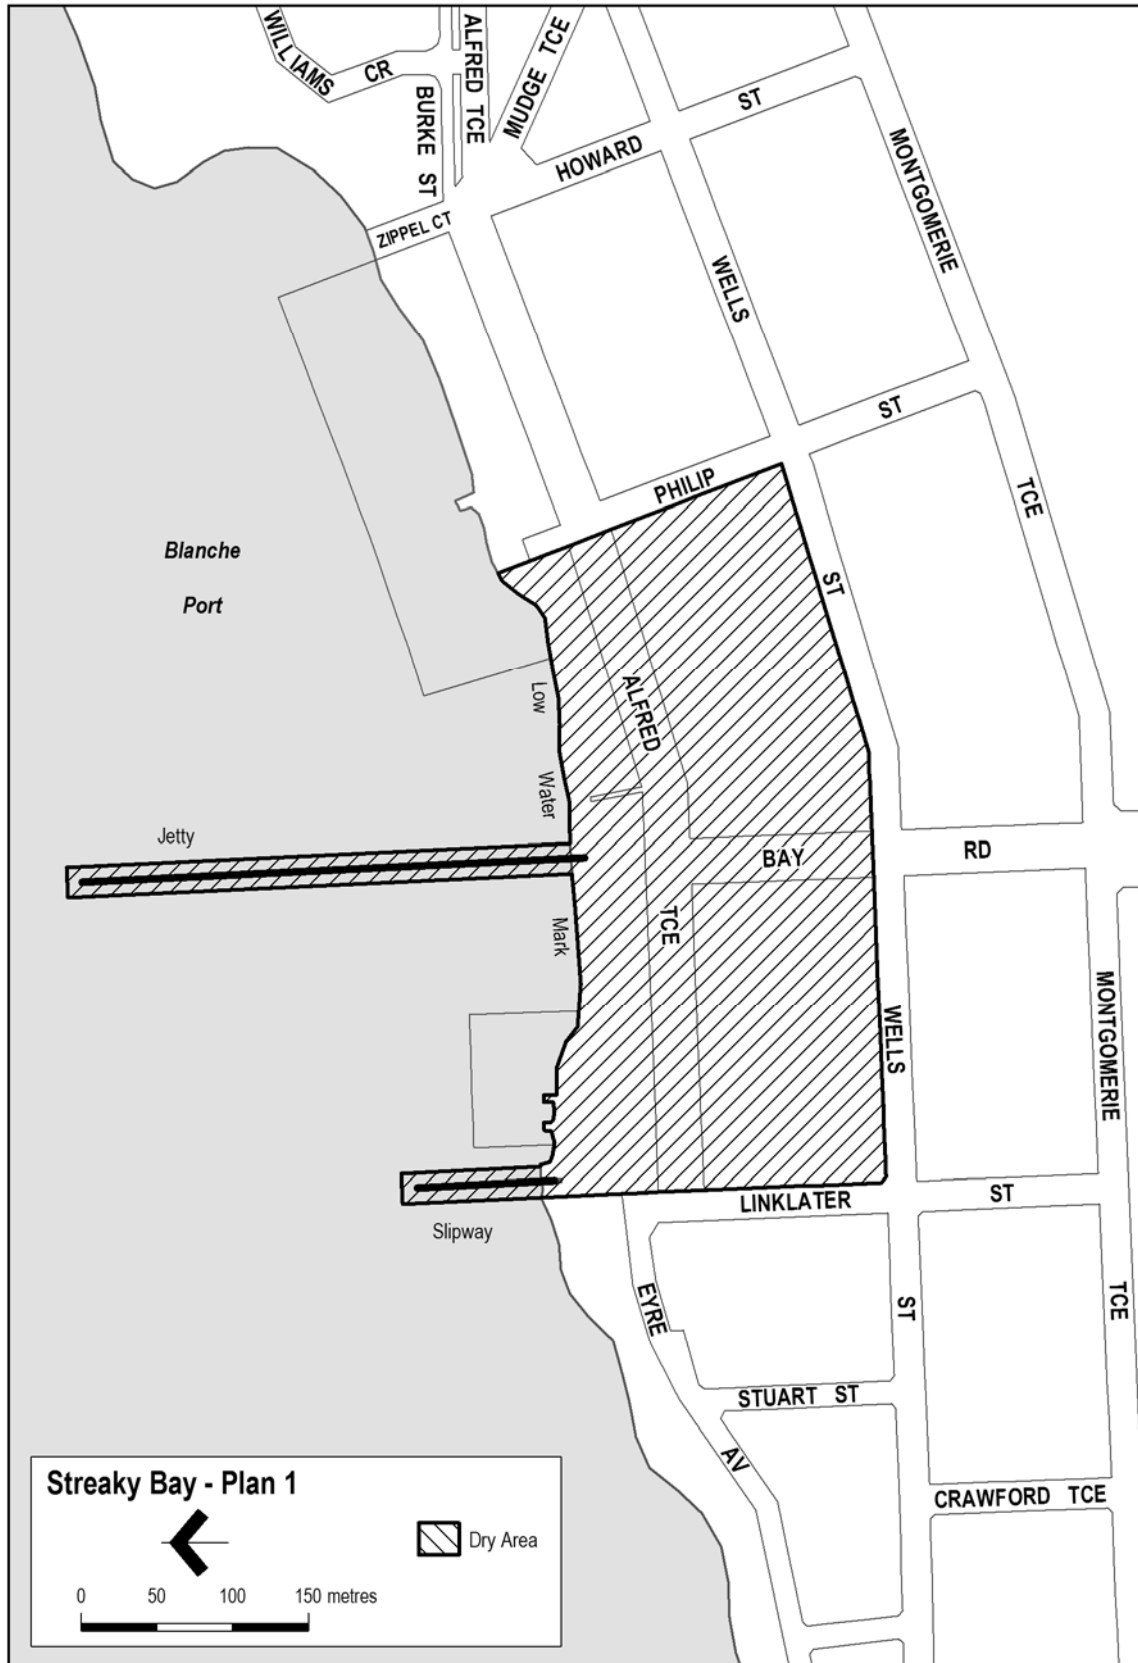 WILLIAMS
CR
ALFRED TCE
MUDGE TCE
BURKE ST
HOWARD
ST
ZIPPEL CT
MONTGOMERIE
WELLS
ST
PHILIP
TCE
Blanche
Port
ST
Low
ALFRED
Water
Jetty
BAY
RD
Mark
TCE
WELLS
MONTGOMERIE
LINKLATER
ST
Slipway
EYRE
ST
TCE
STUART ST
AV
CRAWFORD TCE
Streaky Bay - Plan 1
Dry Area
0 50 100 150 metres